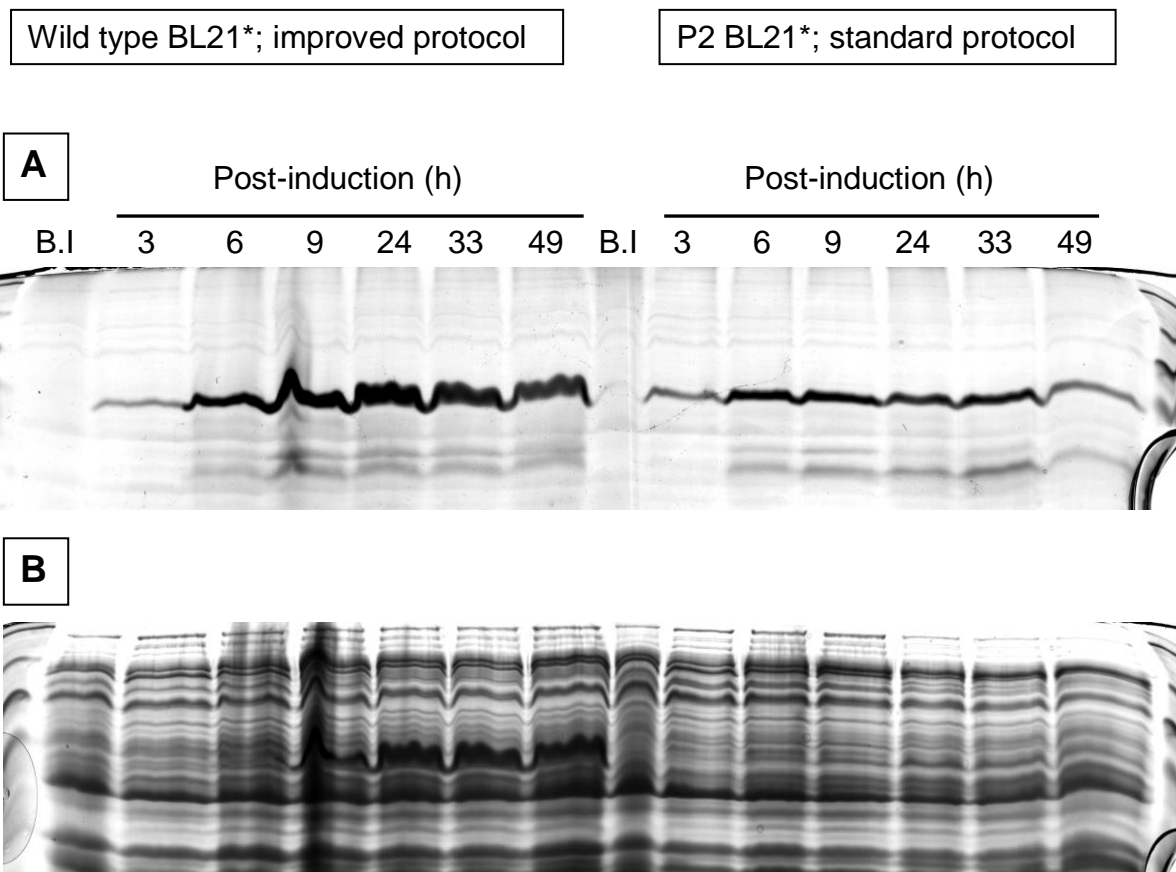 Wild type BL21*; improved protocol
P2 BL21*; standard protocol
A
Post-induction (h)
Post-induction (h)
B.I 3 6 9 24 33 49 B.I 3 6 9 24 33 49
B